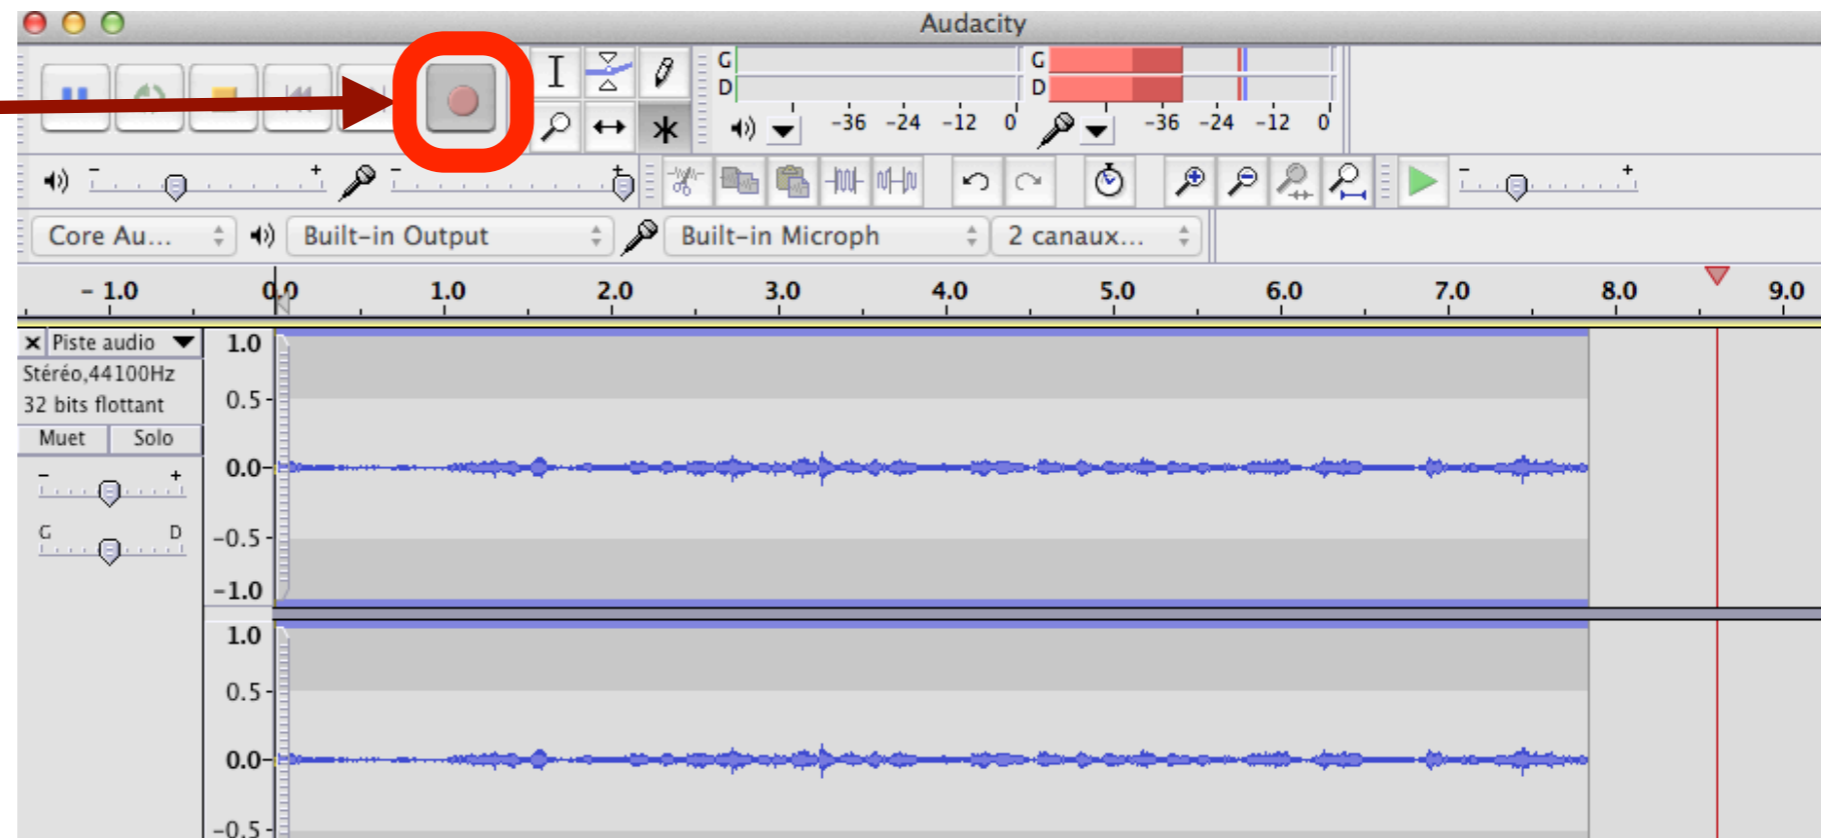 Audacity
G
D
-36 -24 -12 0
G
D
-36 -24 -12 0
- +
- +
- +
Core Au...
Built-in Output
Built-in Microph
2 canaux...
- 1.0 0.0 1.0 2.0 3.0 4.0 5.0 6.0 7.0 8.0 9.0
Piste audio
Stéréo,44100Hz
32 bits flottant
Muet Solo
- +
G D
1.0
0.5
0.0
-0.5
-1.0
1.0
0.5
0.0
-0.5